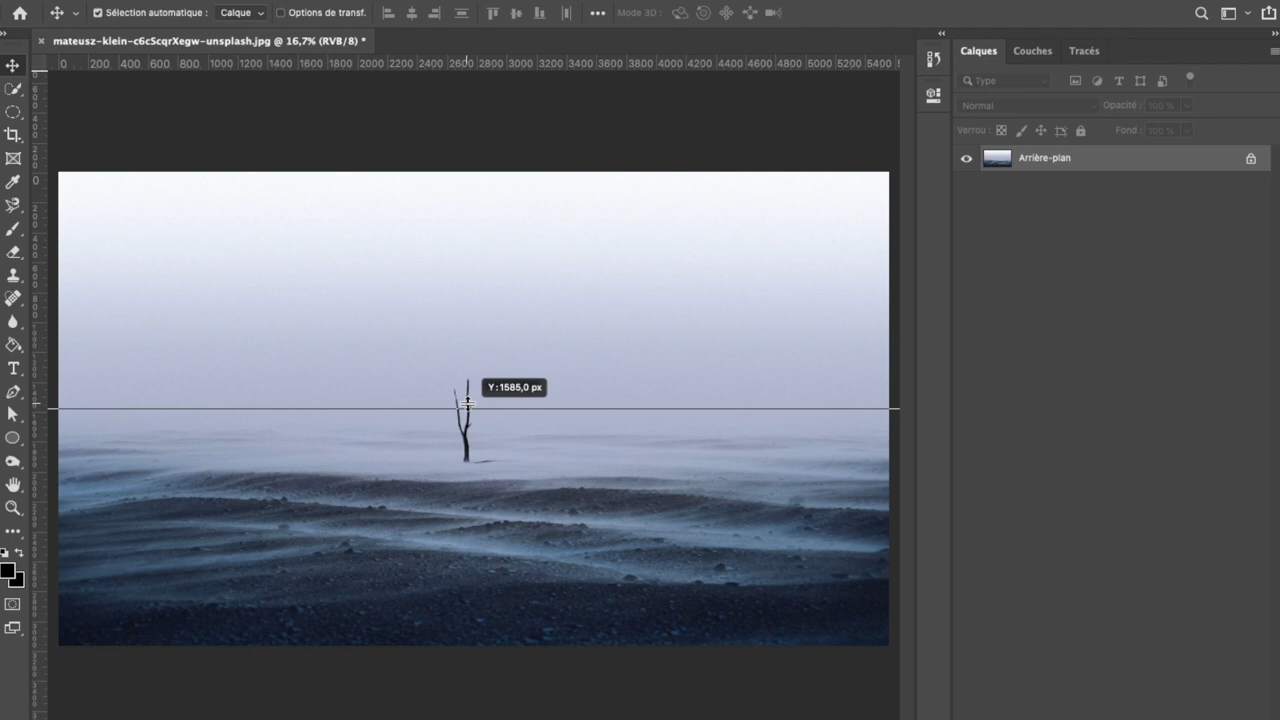 Sélection automatique : Calque Options de transf. Mode 3D :
mateusz-klein-c6cScqrXegw-unsplash.jpg @ 16,7% (RVB/8) *
0 200 400 600 800 1000 1200 1400 1600 1800 2000 2200 2400 2600 2800 3000 3200 3400 3600 3800 4000 4200 4400 4600 4800 5000 5200 5400
Calques Couches Tracés
Type
Normal Opacité : 100 %
Verrou : Fond : 100 %
Arrière-plan
Y : 1585,0 px